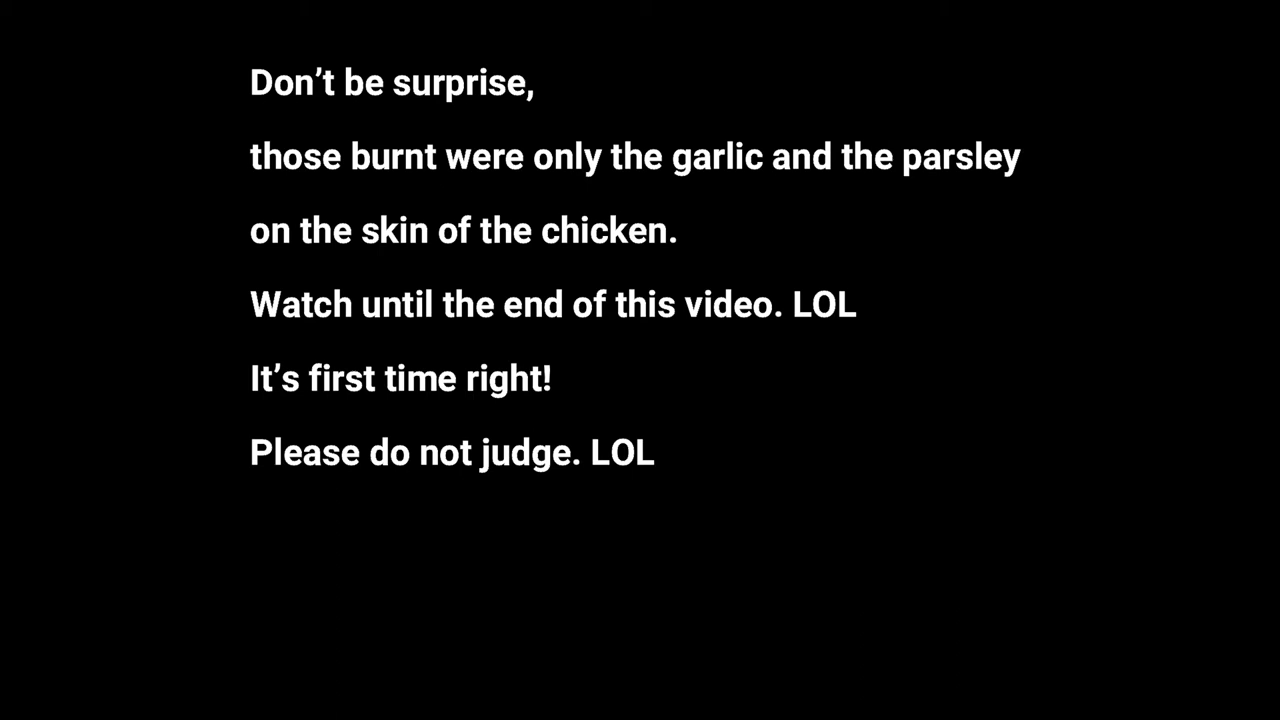 Don’t be surprise,
those burnt were only the garlic and the parsley
on the skin of the chicken.
Watch until the end of this video. LOL
It’s first time right!
Please do not judge. LOL